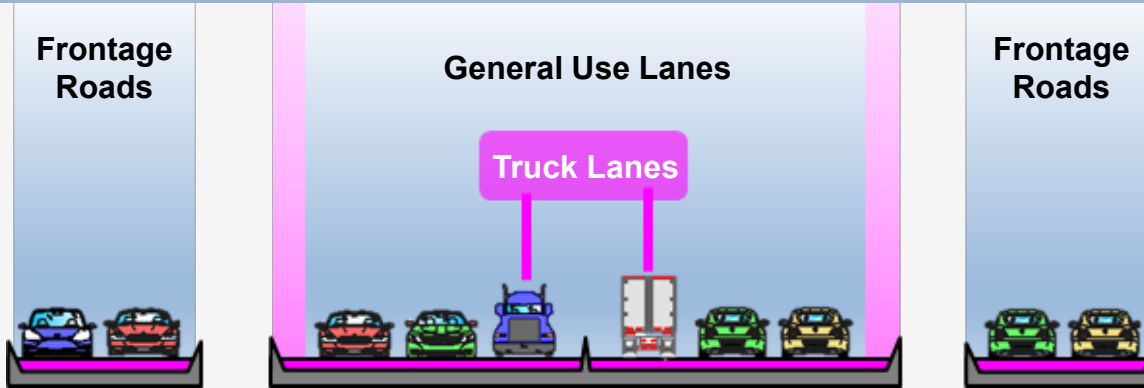 Frontage
Roads
General Use Lanes
Truck Lanes
Frontage
Roads